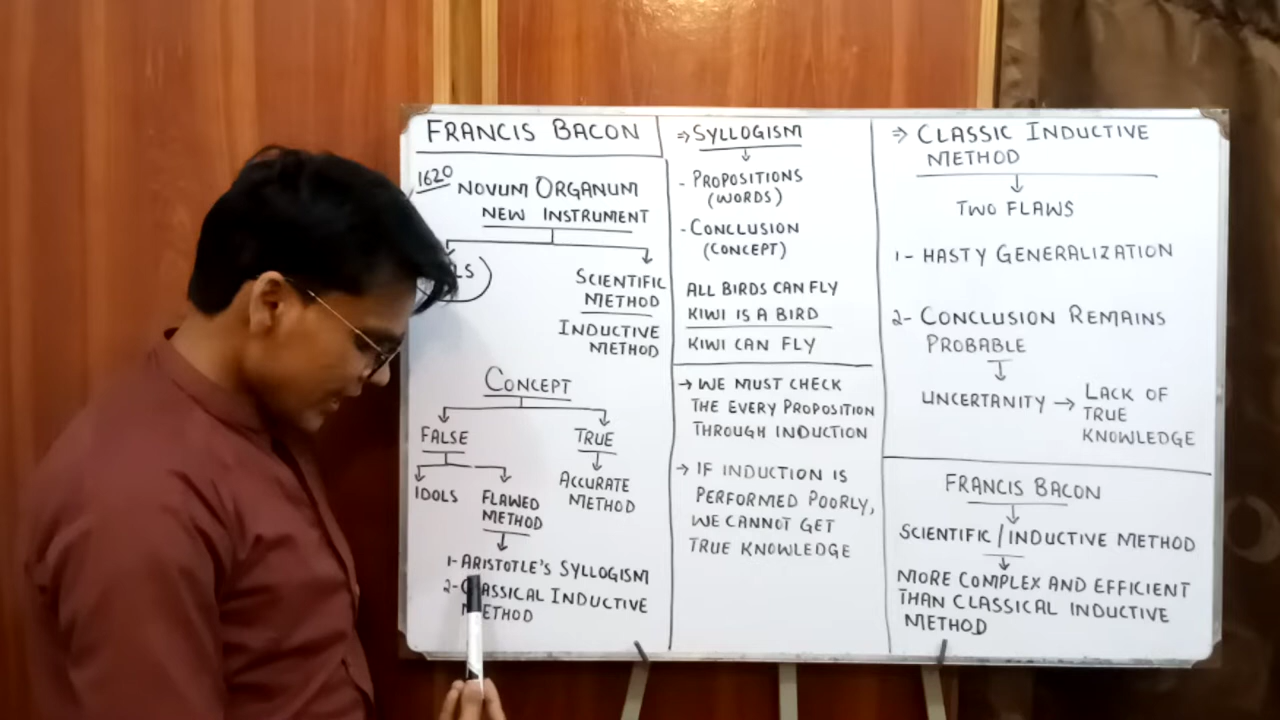 FRANCIS BACON
1620
NOVUM ORGANUM
NEW INSTRUMENT
SCIENTIFIC
METHOD
INDUCTIVE
METHOD
CONCEPT
FALSE
TRUE
IDOLS
FLAWED
METHOD
ACCURATE
METHOD
1- ARISTOTLE'S SYLLOGISM
2- CLASSICAL INDUCTIVE
METHOD
⇒ SYLLOGISM
- PROPOSITIONS
(WORDS)
- CONCLUSION
(CONCEPT)
ALL BIRDS CAN FLY
KIWI IS A BIRD
KIWI CAN FLY
→ WE MUST CHECK
THE EVERY PROPOSITION
THROUGH INDUCTION
→ IF INDUCTION IS
PERFORMED POORLY,
WE CANNOT GET
TRUE KNOWLEDGE
⇒ CLASSIC INDUCTIVE
METHOD
TWO FLAWS
1- HASTY GENERALIZATION
2- CONCLUSION REMAINS
PROBABLE
UNCERTANITY → LACK OF
TRUE
KNOWLEDGE
FRANCIS BACON
SCIENTIFIC/INDUCTIVE METHOD
MORE COMPLEX AND EFFICIENT
THAN CLASSICAL INDUCTIVE
METHOD